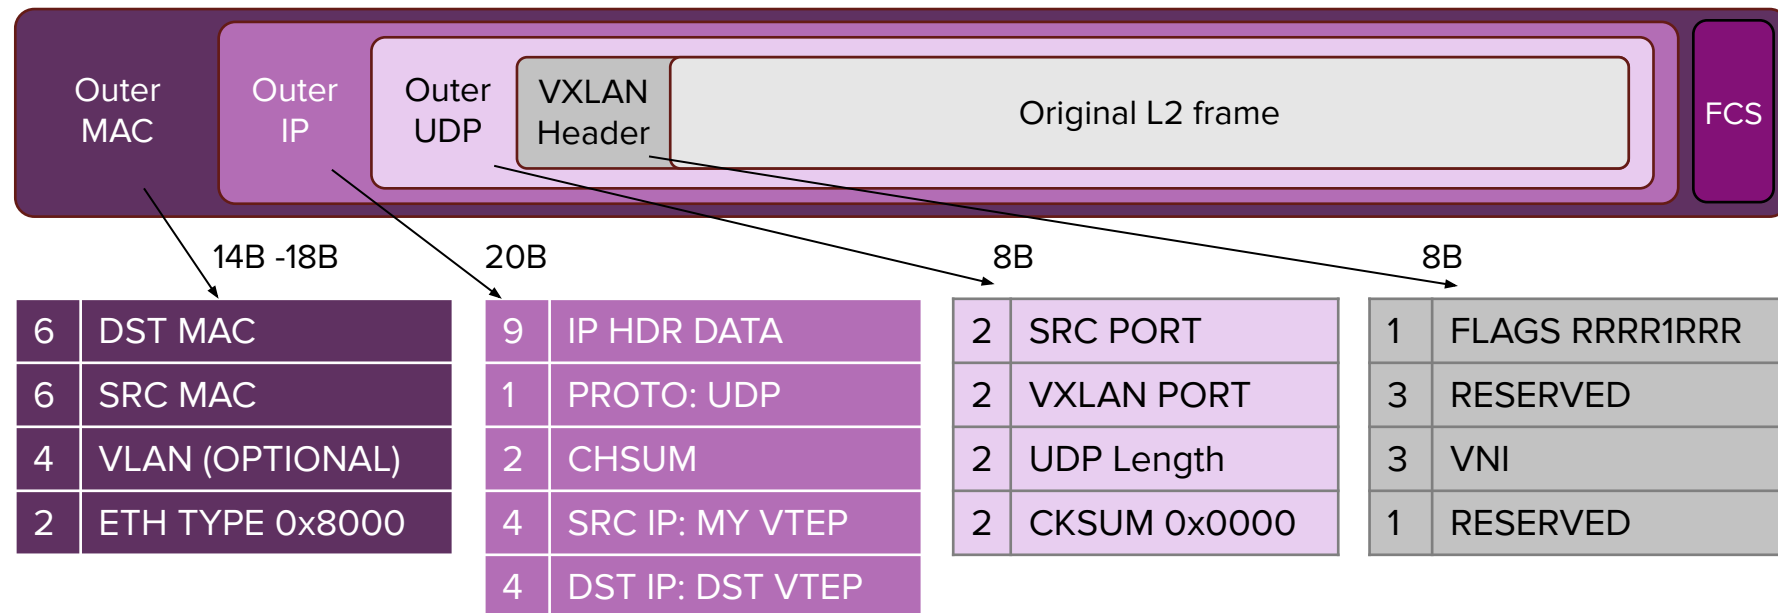 Outer
MAC
Outer
IP
Outer
UDP
VXLAN
Header
Original L2 frame
FCS
14B -18B
20B
8B
8B
6 DST MAC
6 SRC MAC
4 VLAN (OPTIONAL)
2 ETH TYPE 0x8000
9 IP HDR DATA
1 PROTO: UDP
2 CHSUM
4 SRC IP: MY VTEP
4 DST IP: DST VTEP
2 SRC PORT
2 VXLAN PORT
2 UDP Length
2 CKSUM 0x0000
1 FLAGS RRRR1RRR
3 RESERVED
3 VNI
1 RESERVED